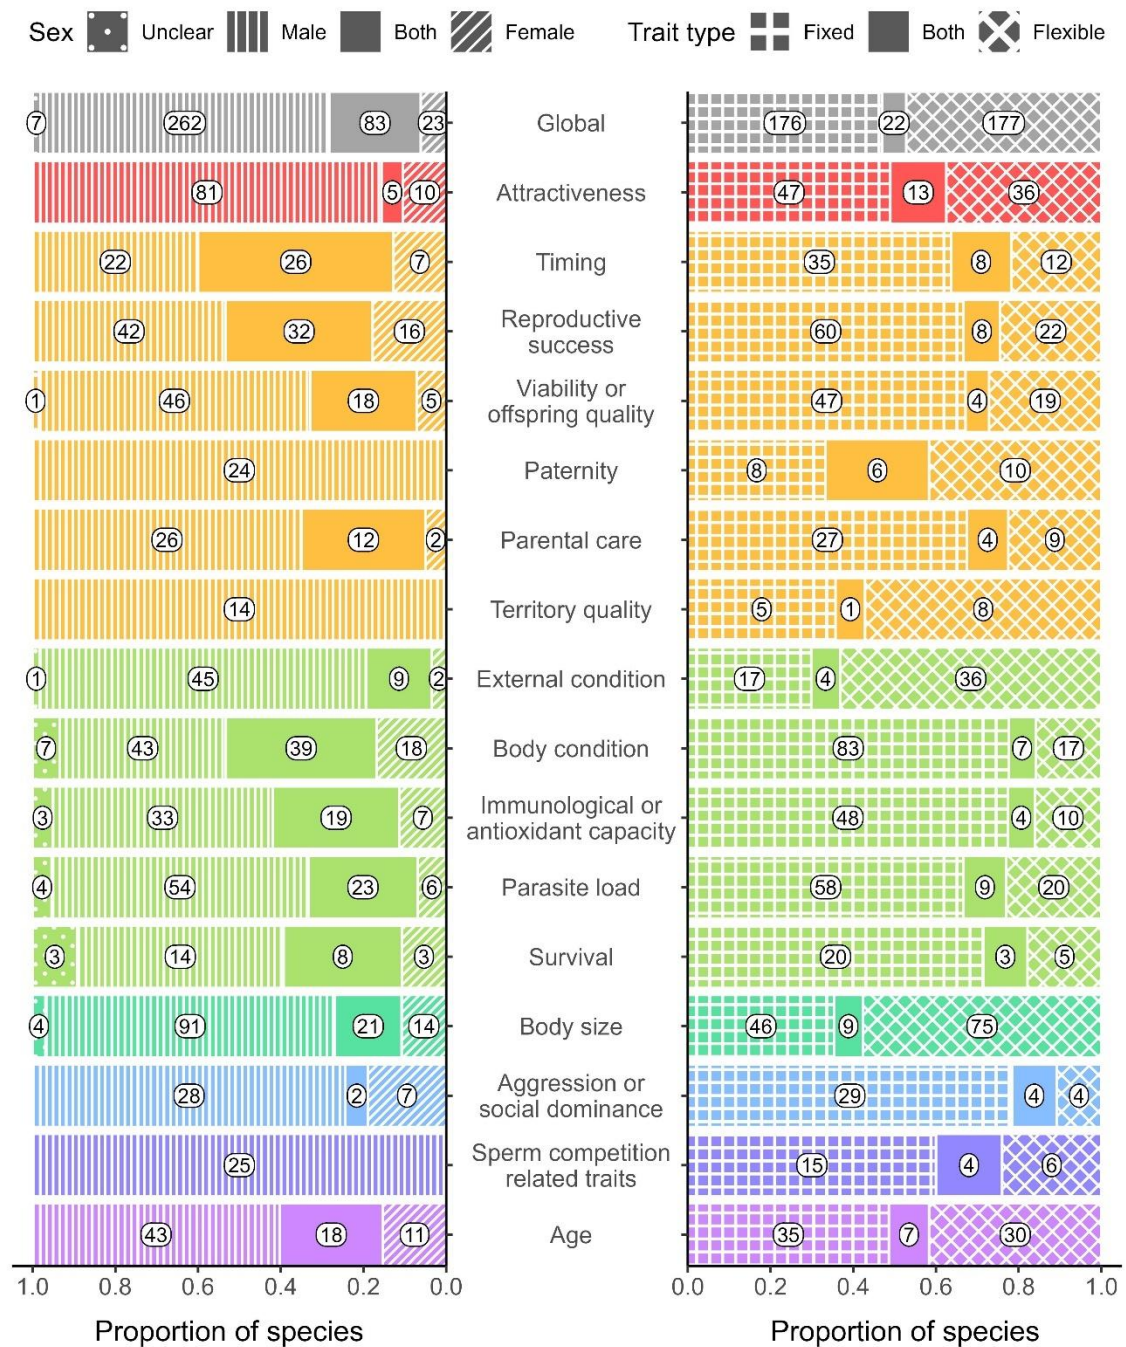 Sex Unclear Male Both Female Trait type Fixed Both Flexible
7 262 83 23 Global 176 22 177
81 5 10 Attractiveness 47 13 36
22 26 7 Timing 35 8 12
42 32 16 Reproductive success 60 8 22
1 46 18 5 Viability or offspring quality 47 4 19
24 Paternity 8 6 10
26 12 2 Parental care 27 4 9
14 Territory quality 5 1 8
1 45 9 2 External condition 17 4 36
7 43 39 18 Body condition 83 7 17
3 33 19 7 Immunological or antioxidant capacity 48 4 10
4 54 23 6 Parasite load 58 9 20
3 14 8 3 Survival 20 3 5
4 91 21 14 Body size 46 9 75
28 2 7 Aggression or social dominance 29 4 4
25 Sperm competition related traits 15 4 6
43 18 11 Age 35 7 30
1.0 0.8 0.6 0.4 0.2 0.0 0.0 0.2 0.4 0.6 0.8 1.0
Proportion of species Proportion of species